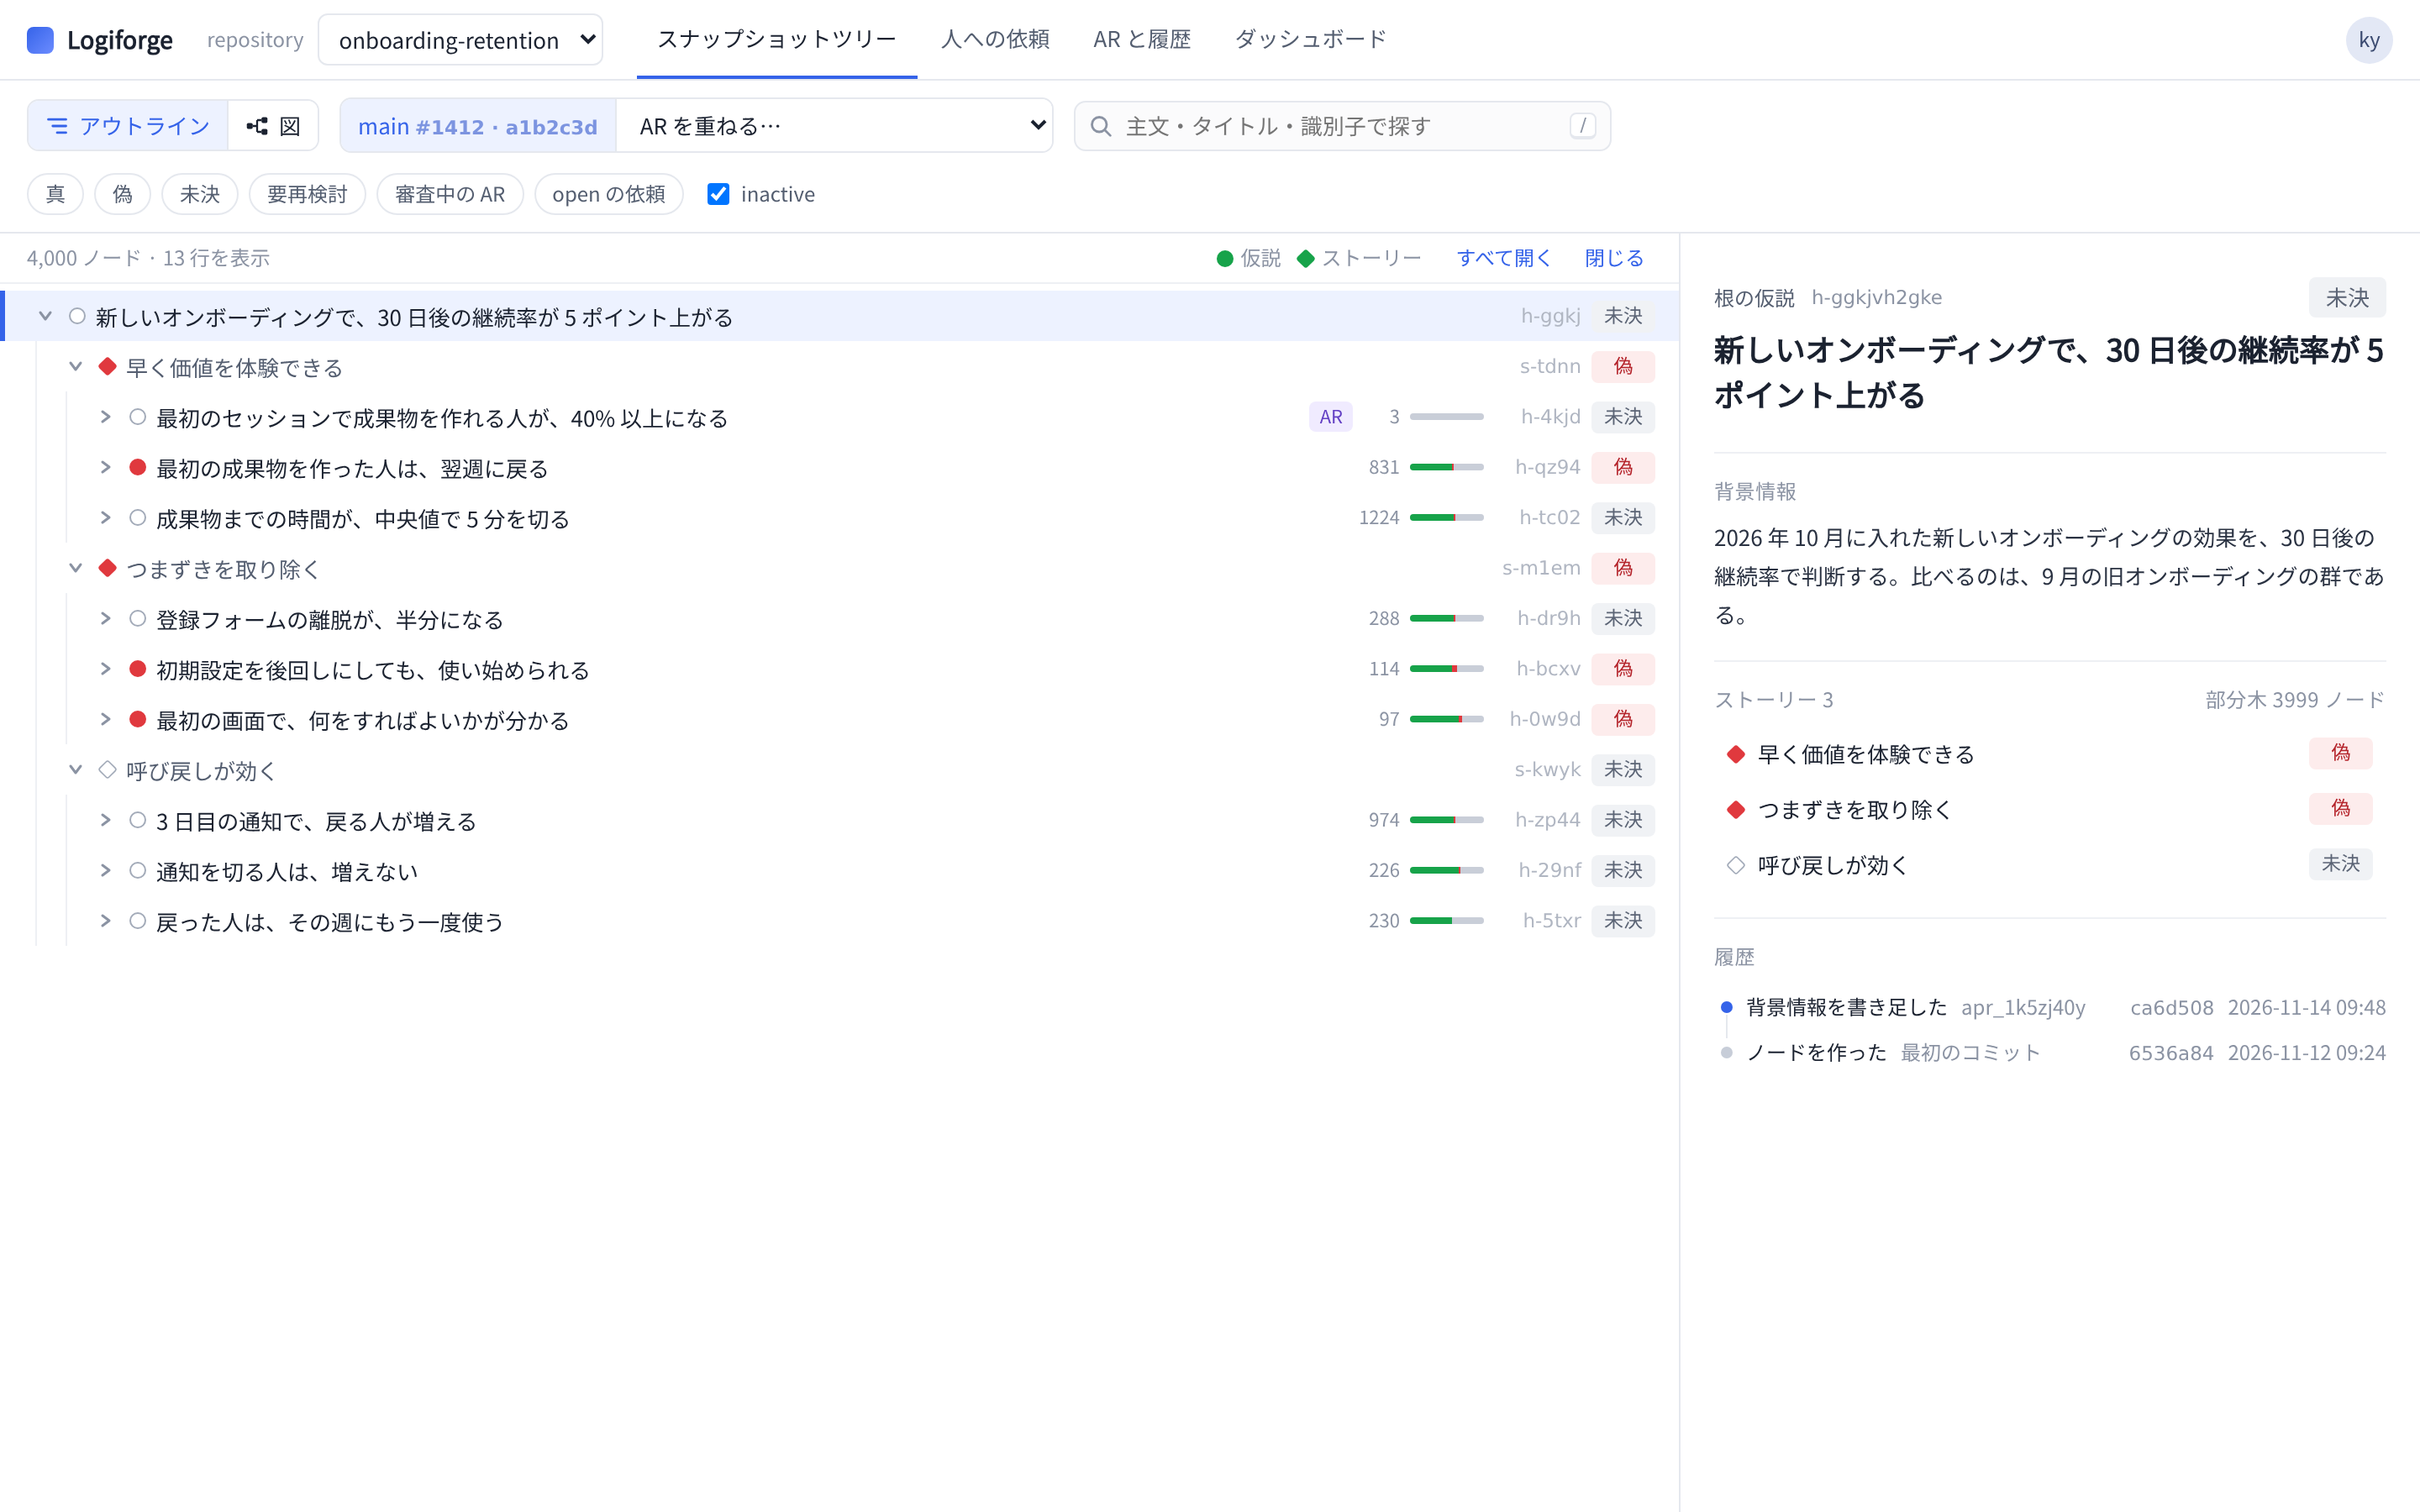 Logiforge repository onboarding-retention スナップショットツリー 人への依頼 AR と履歴 ダッシュボード ky
アウトライン 図 main #1412 · a1b2c3d AR を重ねる… 主文・タイトル・識別子で探す /
真 偽 未決 要再検討 審査中の AR open の依頼 inactive
4,000 ノード · 13 行を表示 仮説 ストーリー すべて開く 閉じる
新しいオンボーディングで、30 日後の継続率が 5 ポイント上がる h-ggkj 未決
早く価値を体験できる s-tdnn 偽
最初のセッションで成果物を作れる人が、40% 以上になる AR 3 h-4kjd 未決
最初の成果物を作った人は、翌週に戻る 831 h-qz94 偽
成果物までの時間が、中央値で 5 分を切る 1224 h-tc02 未決
つまずきを取り除く s-m1em 偽
登録フォームの離脱が、半分になる 288 h-dr9h 未決
初期設定を後回しにしても、使い始められる 114 h-bcxv 偽
最初の画面で、何をすればよいかが分かる 97 h-0w9d 偽
呼び戻しが効く s-kwyk 未決
3 日目の通知で、戻る人が増える 974 h-zp44 未決
通知を切る人は、増えない 226 h-29nf 未決
戻った人は、その週にもう一度使う 230 h-5txr 未決
根の仮説 h-ggkjvh2gke 未決
新しいオンボーディングで、30 日後の継続率が 5
ポイント上がる
背景情報
2026 年 10 月に入れた新しいオンボーディングの効果を、30 日後の
継続率で判断する。比べるのは、9 月の旧オンボーディングの群であ
る。
ストーリー 3 部分木 3999 ノード
早く価値を体験できる 偽
つまずきを取り除く 偽
呼び戻しが効く 未決
履歴
背景情報を書き足した apr_1k5zj40y ca6d508 2026-11-14 09:48
ノードを作った 最初のコミット 6536a84 2026-11-12 09:24